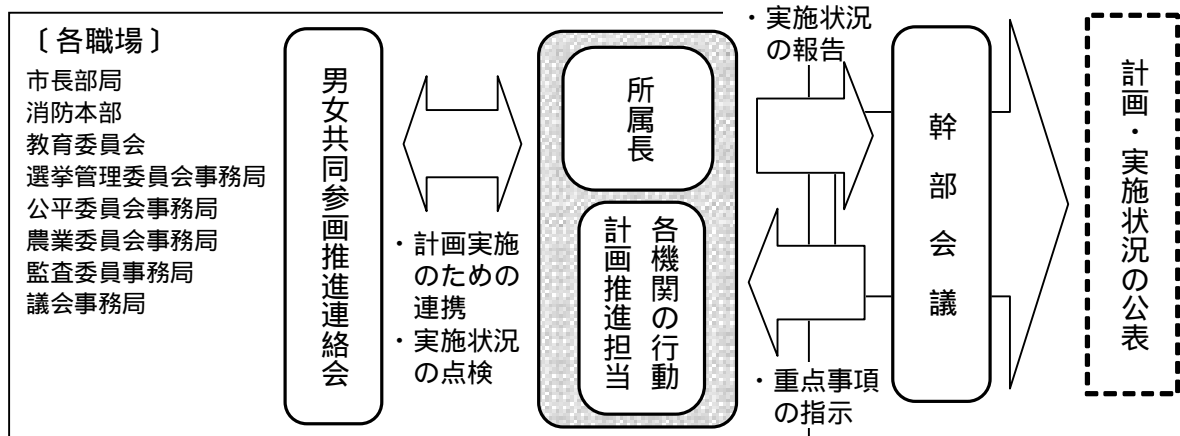 〔各職場〕
市長部局
消防本部
教育委員会
選挙管理委員会事務局
公平委員会事務局
農業委員会事務局
監査委員事務局
議会事務局
男女共同参画推進連絡会
・計画実施
のための
連携
・実施状況
の点検
所属長
各機関の行動
計画推進担当
・実施状況
の報告
・重点事項
の指示
幹部会議
計画・実施状況の公表